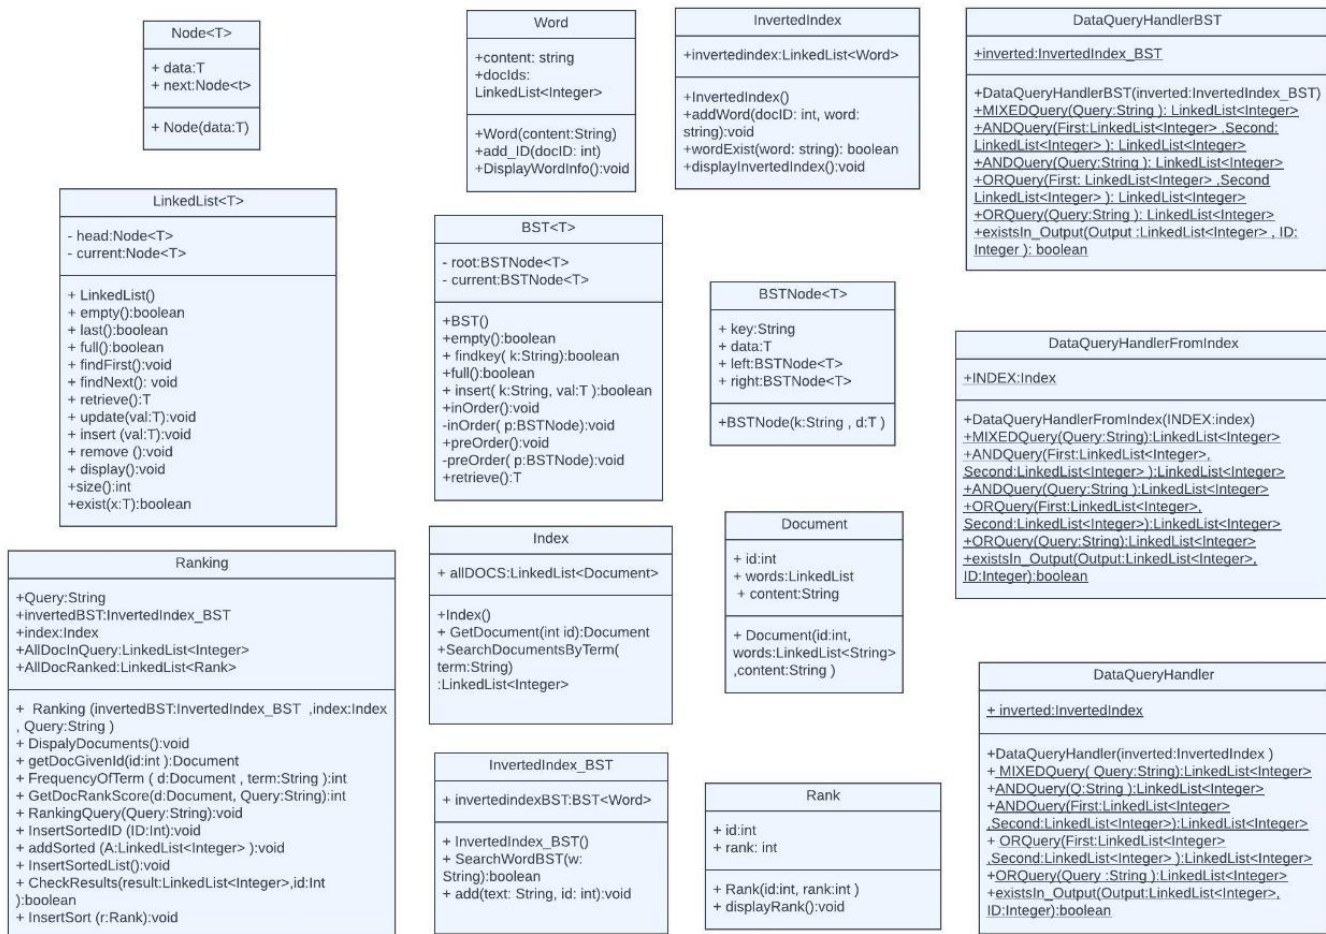 Node<T>
+ data:T
+ next:Node<t>
+ Node(data:T)
LinkedList<T>
- head:Node<T>
- current:Node<T>
+ LinkedList()
+ empty():boolean
+ last():boolean
+ full():boolean
+ findFirst():void
+ findNext(): void
+ retrieve():T
+ update(val:T):void
+ insert (val:T):void
+ remove ():void
+ display():void
+size():int
+exist(x:T):boolean
Ranking
+Query:String
+invertedBST:InvertedIndex_BST
+index:Index
+AllDocInQuery:LinkedList<Integer>
+AllDocRanked:LinkedList<Rank>
+ Ranking (invertedBST:InvertedIndex_BST ,index:Index
, Query:String )
+ DispalyDocuments():void
+ getDocGivenId(id:int ):Document
+ FrequencyOfTerm ( d:Document , term:String ):int
+ GetDocRankScore(d:Document, Query:String):int
+ RankingQuery(Query:String):void
+ InsertSortedID (ID:Int):void
+ addSorted (A:LinkedList<Integer> ):void
+ InsertSortedList():void
+ CheckResults(result:LinkedList<Integer>,id:Int
):boolean
+ InsertSort (r:Rank):void
Word
+content: string
+docIds:
LinkedList<Integer>
+Word(content:String)
+add_ID(docID: int)
+DisplayWordInfo():void
BST<T>
- root:BSTNode<T>
- current:BSTNode<T>
+BST()
+empty():boolean
+ findkey( k:String):boolean
+full():boolean
+ insert( k:String, val:T ):boolean
+inOrder():void
-inOrder( p:BSTNode):void
+preOrder():void
-preOrder( p:BSTNode):void
+retrieve():T
Index
+ allDOCS:LinkedList<Document>
+Index()
+ GetDocument(int id):Document
+SearchDocumentsByTerm(
term:String)
:LinkedList<Integer>
InvertedIndex_BST
+ invertedindexBST:BST<Word>
+ InvertedIndex_BST()
+ SearchWordBST(w:
String):boolean
+ add(text: String, id: int):void
InvertedIndex
+invertedindex:LinkedList<Word>
+InvertedIndex()
+addWord(docID: int, word:
string):void
+wordExist(word: string): boolean
+displayInvertedIndex():void
BSTNode<T>
+ key:String
+ data:T
+ left:BSTNode<T>
+ right:BSTNode<T>
+BSTNode(k:String , d:T )
Document
+ id:int
+ words:LinkedList
+ content:String
+ Document(id:int,
words:LinkedList<String>
,content:String )
Rank
+ id:int
+ rank: int
+ Rank(id:int, rank:int )
+ displayRank():void
DataQueryHandlerBST
+inverted:InvertedIndex_BST
+DataQueryHandlerBST(inverted:InvertedIndex_BST)
+MIXEDQuery(Query:String ): LinkedList<Integer>
+ANDQuery(First:LinkedList<Integer> ,Second:
LinkedList<Integer> ): LinkedList<Integer>
+ANDQuery(Query:String ): LinkedList<Integer>
+ORQuery(First: LinkedList<Integer> ,Second
LinkedList<Integer> ): LinkedList<Integer>
+ORQuery(Query:String ): LinkedList<Integer>
+existsIn_Output(Output :LinkedList<Integer> , ID:
Integer ): boolean
DataQueryHandlerFromIndex
+INDEX:Index
+DataQueryHandlerFromIndex(INDEX:index)
+MIXEDQuery(Query:String):LinkedList<Integer>
+ANDQuery(First:LinkedList<Integer>,
Second:LinkedList<Integer> ):LinkedList<Integer>
+ANDQuery(Query:String ):LinkedList<Integer>
+ORQuery(First:LinkedList<Integer>,
Second:LinkedList<Integer>):LinkedList<Integer>
+ORQuery(Query:String):LinkedList<Integer>
+existsIn_Output(Output:LinkedList<Integer>,
ID:Integer):boolean
DataQueryHandler
+ inverted:InvertedIndex
+DataQueryHandler(inverted:InvertedIndex )
+ MIXEDQuery( Query:String):LinkedList<Integer>
+ANDQuery(Q:String ):LinkedList<Integer>
+ANDQuery(First:LinkedList<Integer>
,Second:LinkedList<Integer>):LinkedList<Integer>
+ ORQuery(First:LinkedList<Integer>
,Second:LinkedList<Integer> ):LinkedList<Integer>
+ORQuery(Query :String ):LinkedList<Integer>
+existsIn_Output(Output:LinkedList<Integer>,
ID:Integer):boolean